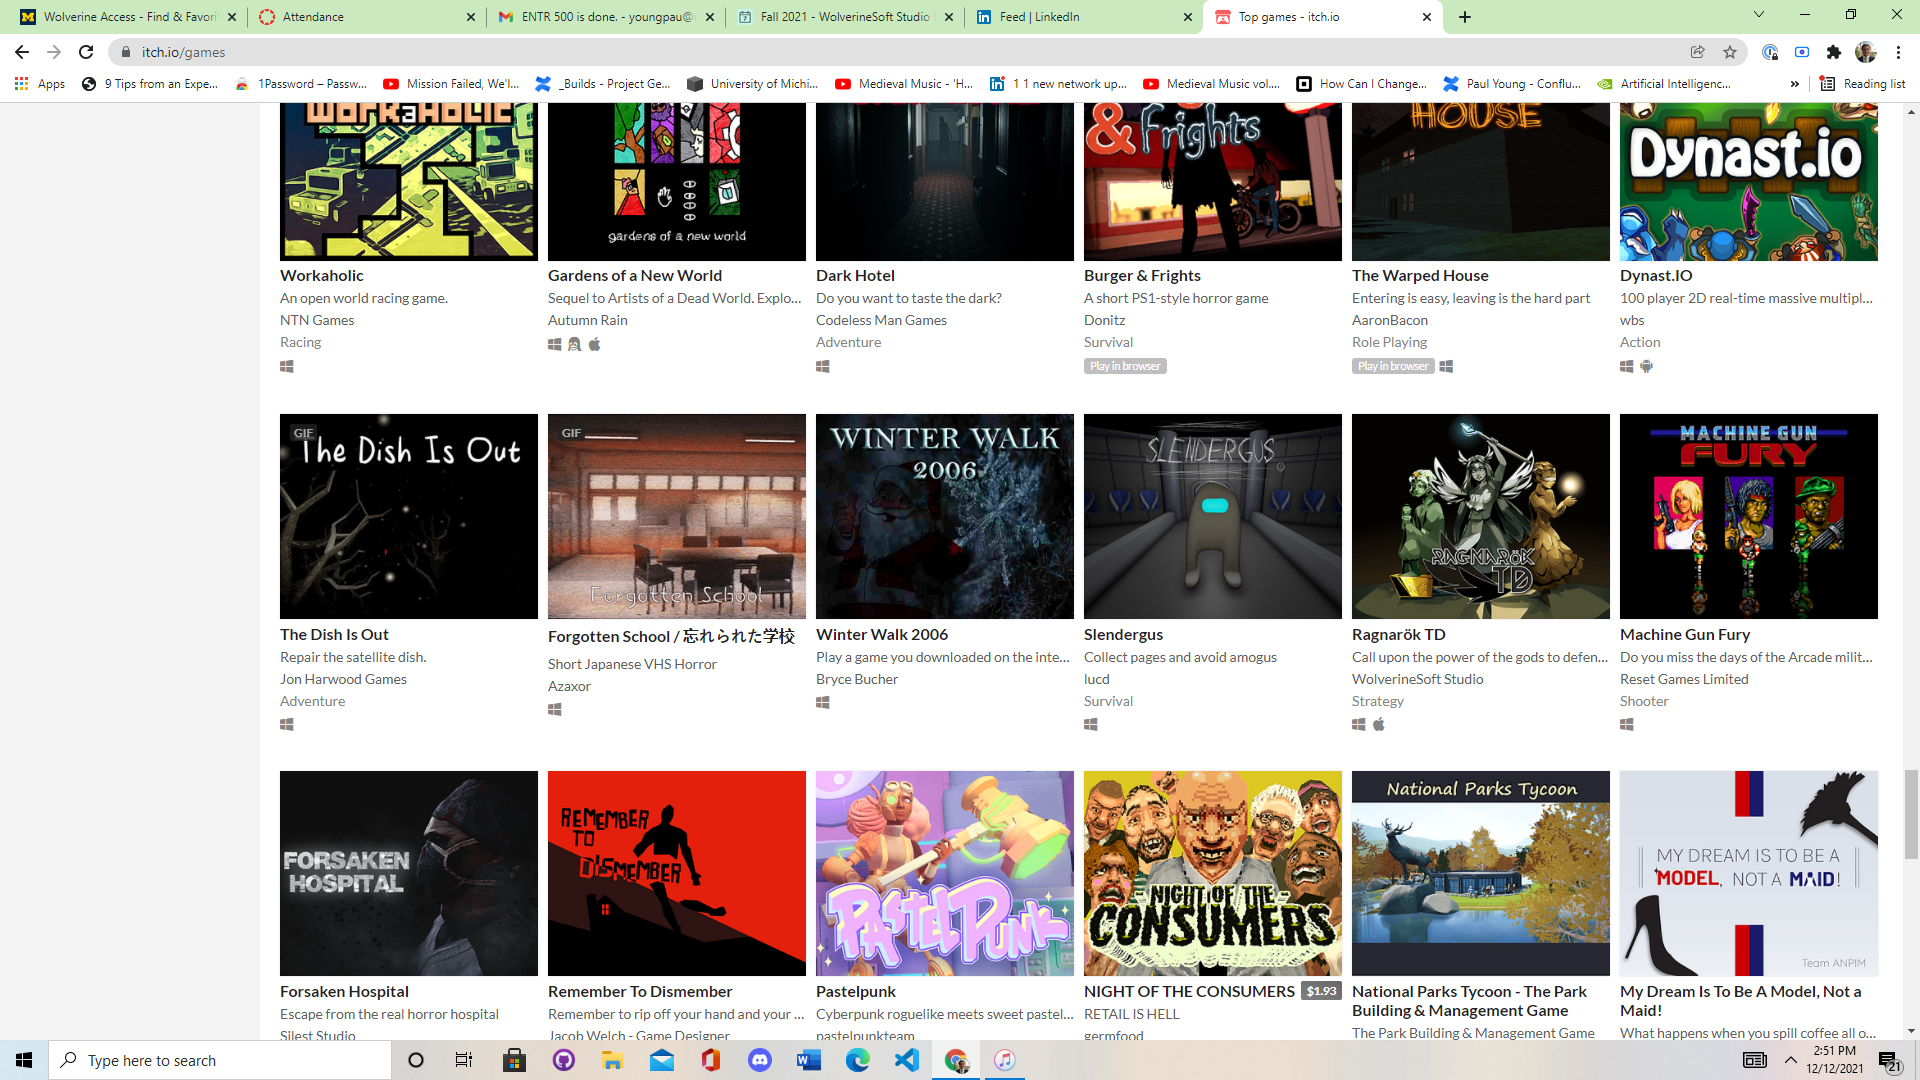 Wolverine Access - Find & Favori
Attendance
ENTR 500 is done. - youngpau@
Fall 2021 - WolverineSoft Studio
Feed | LinkedIn
Top games - itch.io
itch.io/games
Apps
9 Tips from an Expe...
1Password – Passw...
Mission Failed, We'l...
_Builds - Project Ge...
University of Michi...
Medieval Music - 'H...
1 1 new network up...
Medieval Music vol....
How Can I Change...
Paul Young - Conflu...
Artificial Intelligenc...
»
Reading list
WORKAHOLIC
gardens of a new world
& Frights
HOUSE
Dynast.io
Workaholic
An open world racing game.
NTN Games
Racing
Gardens of a New World
Sequel to Artists of a Dead World. Explo...
Autumn Rain
Dark Hotel
Do you want to taste the dark?
Codeless Man Games
Adventure
Burger & Frights
A short PS1-style horror game
Donitz
Survival
Play in browser
The Warped House
Entering is easy, leaving is the hard part
AaronBacon
Role Playing
Play in browser
Dynast.IO
100 player 2D real-time massive multipl...
wbs
Action
GIF
The Dish Is Out
GIF
Forgotten School
WINTER WALK
2006
SLENDERGUS
RAGNARÖK
TD
MACHINE GUN
FURY
The Dish Is Out
Repair the satellite dish.
Jon Harwood Games
Adventure
Forgotten School / 忘れられた学校
Short Japanese VHS Horror
Azaxor
Winter Walk 2006
Play a game you downloaded on the inte...
Bryce Bucher
Slendergus
Collect pages and avoid amogus
lucd
Survival
Ragnarök TD
Call upon the power of the gods to defen...
WolverineSoft Studio
Strategy
Machine Gun Fury
Do you miss the days of the Arcade milit...
Reset Games Limited
Shooter
FORSAKEN
HOSPITAL
REMEMBER
TO
DISMEMBER
PASTELPUNK
NIGHT OF THE
CONSUMERS
National Parks Tycoon
MY DREAM IS TO BE A
MODEL, NOT A MAID!
Team ANPIM
Forsaken Hospital
Escape from the real horror hospital
Silest Studio
Remember To Dismember
Remember to rip off your hand and your ...
Jacob Welch - Game Designer
Pastelpunk
Cyberpunk roguelike meets sweet pastel...
pastelpunkteam
NIGHT OF THE CONSUMERS
$1.93
RETAIL IS HELL
germfood
National Parks Tycoon - The Park
Building & Management Game
The Park Building & Management Game
My Dream Is To Be A Model, Not a
Maid!
What happens when you spill coffee all o...
Type here to search
2:51 PM
12/12/2021
21